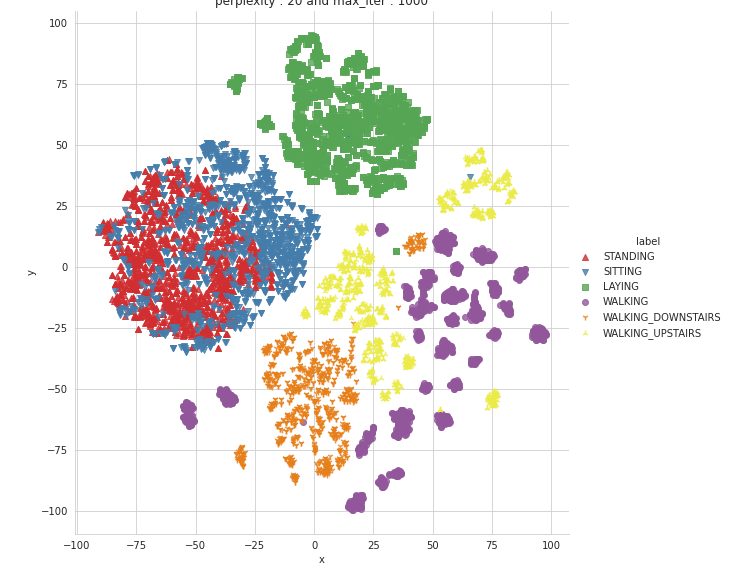 perplexity : 20 and max_iter : 1000
100
75
50
25
0
−25
−50
−75
−100
y
−100 −75 −50 −25 0 25 50 75 100
x
label
STANDING
SITTING
LAYING
WALKING
WALKING_DOWNSTAIRS
WALKING_UPSTAIRS